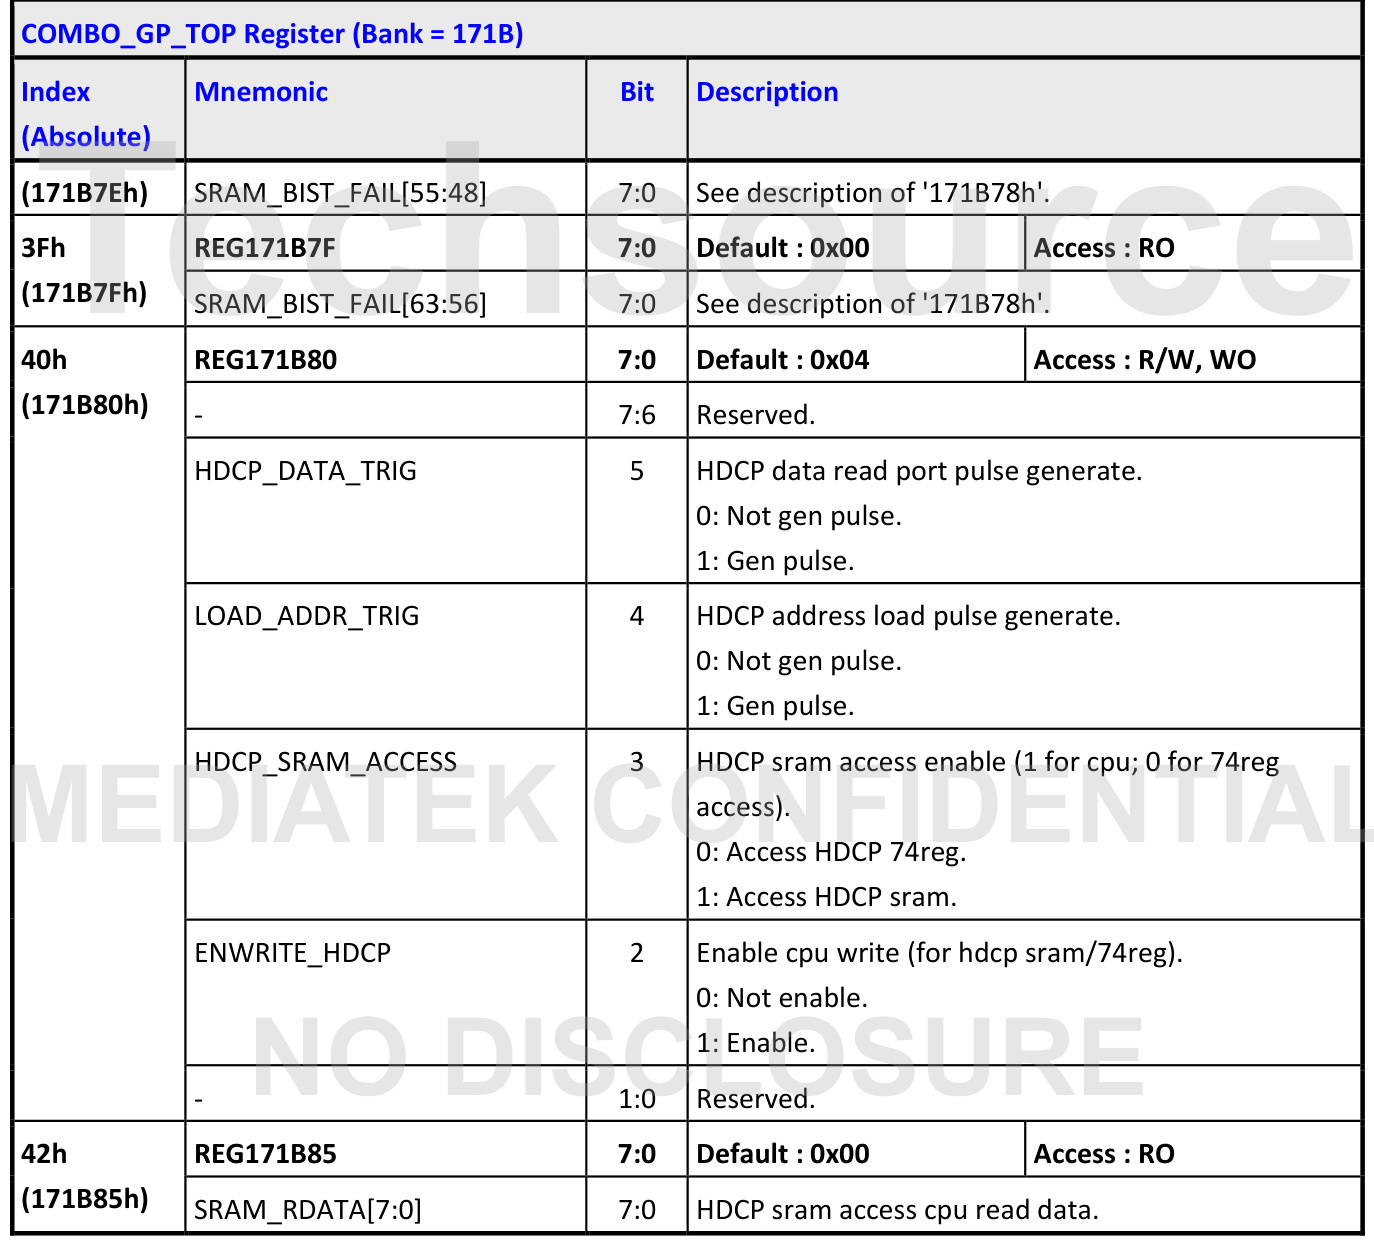 COMBO_GP_TOP Register (Bank = 171B)
Index (Absolute) Mnemonic Bit Description
(171B7Eh) SRAM_BIST_FAIL[55:48] 7:0 See description of '171B78h'.
3Fh (171B7Fh) REG171B7F 7:0 Default : 0x00 Access : RO
SRAM_BIST_FAIL[63:56] 7:0 See description of '171B78h'.
40h (171B80h) REG171B80 7:0 Default : 0x04 Access : R/W, WO
- 7:6 Reserved.
HDCP_DATA_TRIG 5 HDCP data read port pulse generate.
0: Not gen pulse.
1: Gen pulse.
LOAD_ADDR_TRIG 4 HDCP address load pulse generate.
0: Not gen pulse.
1: Gen pulse.
HDCP_SRAM_ACCESS 3 HDCP sram access enable (1 for cpu; 0 for 74reg
access).
0: Access HDCP 74reg.
1: Access HDCP sram.
ENWRITE_HDCP 2 Enable cpu write (for hdcp sram/74reg).
0: Not enable.
1: Enable.
- 1:0 Reserved.
42h (171B85h) REG171B85 7:0 Default : 0x00 Access : RO
SRAM_RDATA[7:0] 7:0 HDCP sram access cpu read data.
Techsource
MEDIATEK CONFIDENTIAL
NO DISCLOSURE